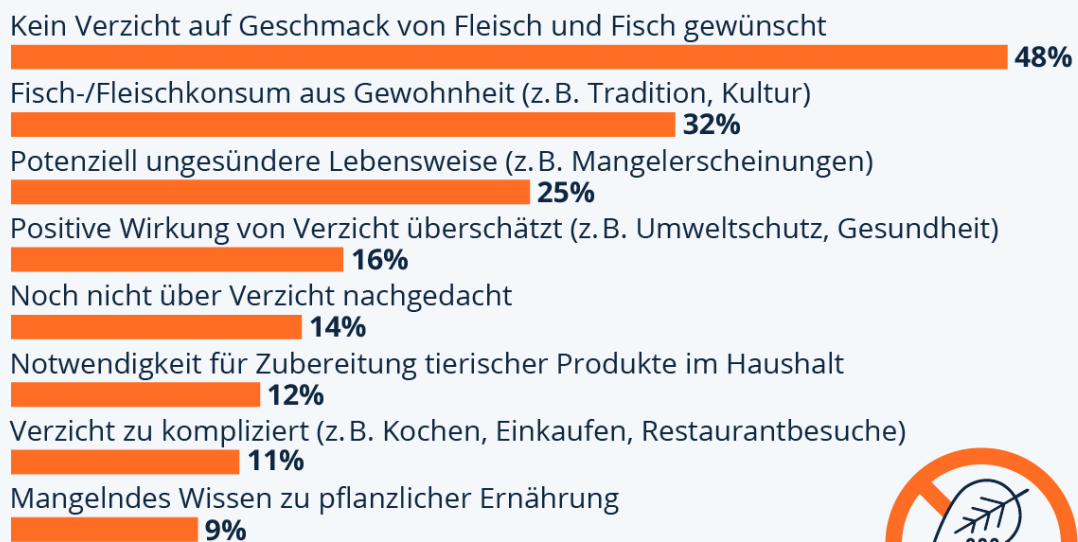 Kein Verzicht auf Geschmack von Fleisch und Fisch gewünscht
48%
Fisch-/Fleischkonsum aus Gewohnheit (z.B. Tradition, Kultur)
32%
Potenziell ungesündere Lebensweise (z.B. Mangelerscheinungen)
25%
Positive Wirkung von Verzicht überschätzt (z.B. Umweltschutz, Gesundheit)
16%
Noch nicht über Verzicht nachgedacht
14%
Notwendigkeit für Zubereitung tierischer Produkte im Haushalt
12%
Verzicht zu kompliziert (z.B. Kochen, Einkaufen, Restaurantbesuche)
11%
Mangelndes Wissen zu pflanzlicher Ernährung
9%